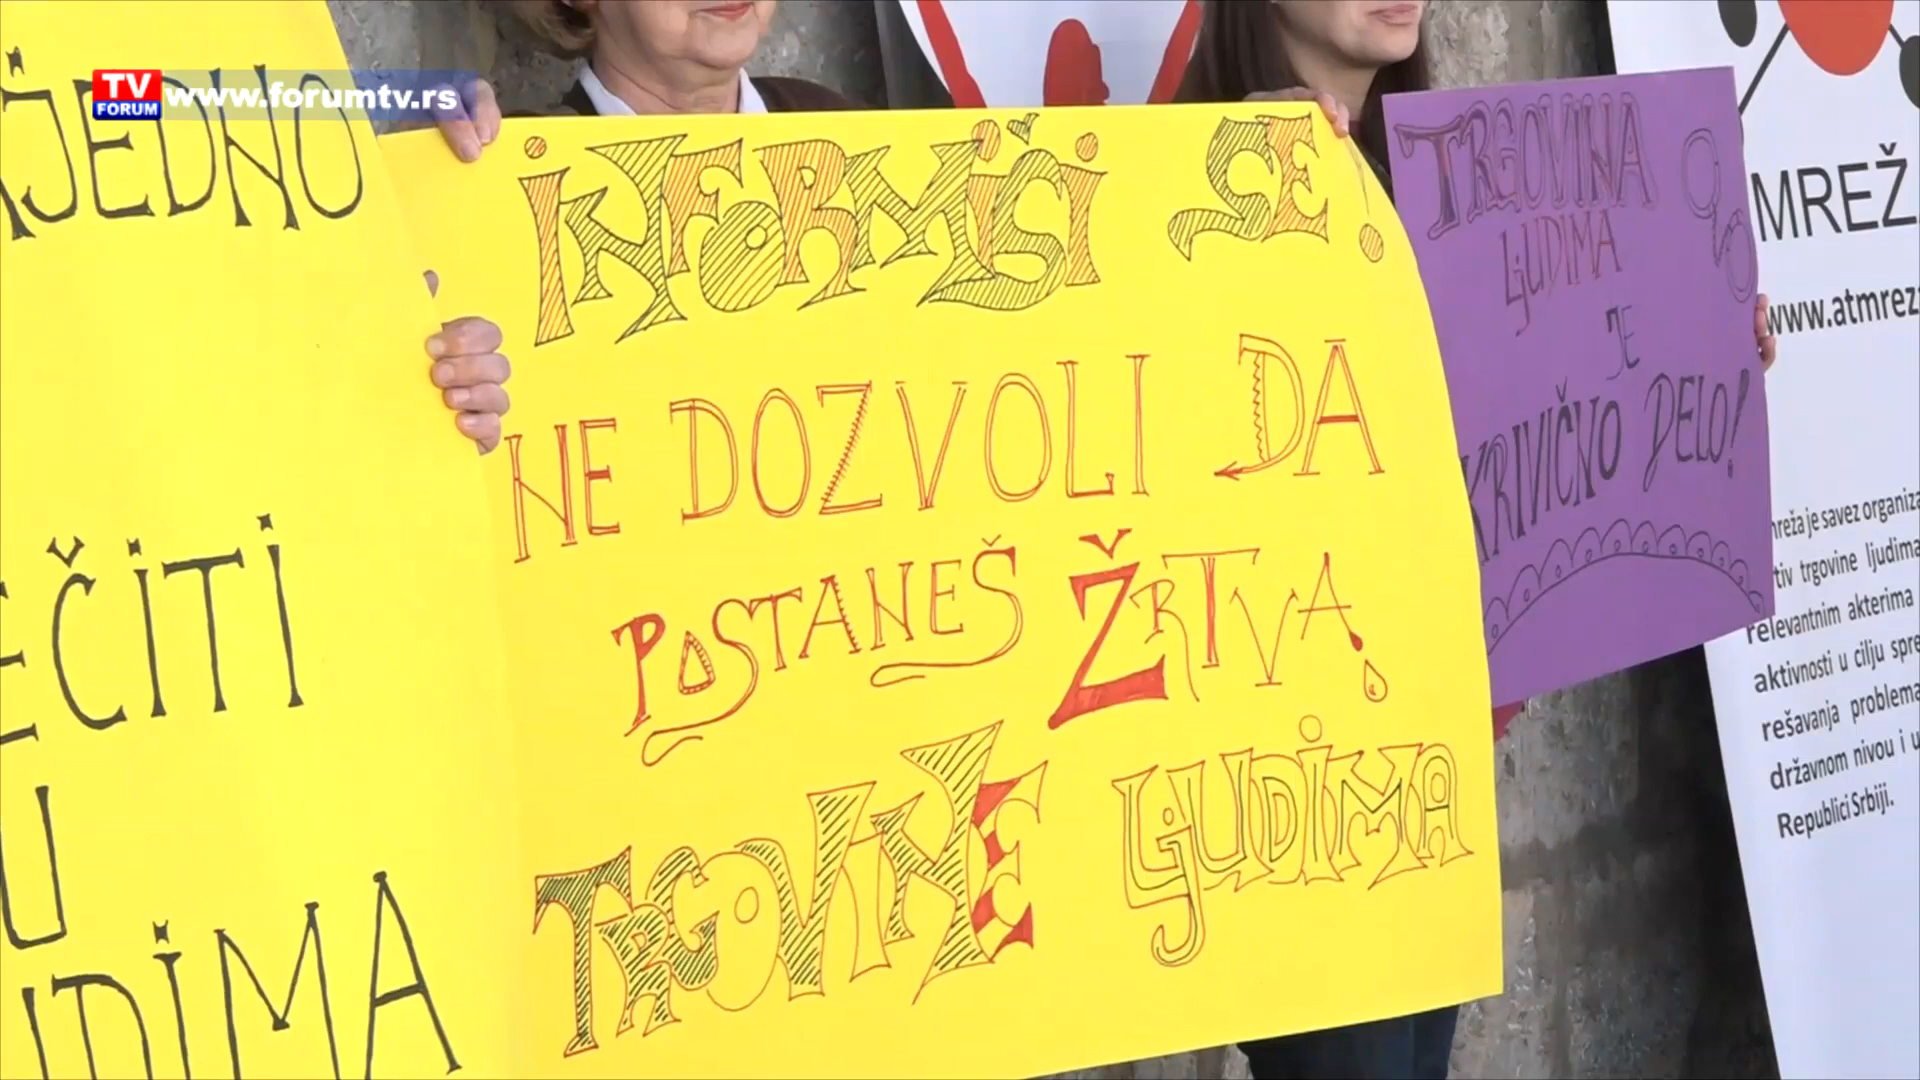 TV FORUM www.forumtv.rs
JEDNO
EČITI
U
UDIMA
INFORMIŠI SE!
NE DOZVOLI DA
POSTANEŠ ŽRTVA
TRGOVINE LJUDIMA
TRGOVINA
LJUDIMA
JE
KRIVIČNO DELO!
MREŽ
www.atmrez
mreža je savez organiza
tiv trgovine ljudima
relevantnim akterima
aktivnosti u cilju spre
rešavanja problema
državnom nivou i u
Republici Srbiji.